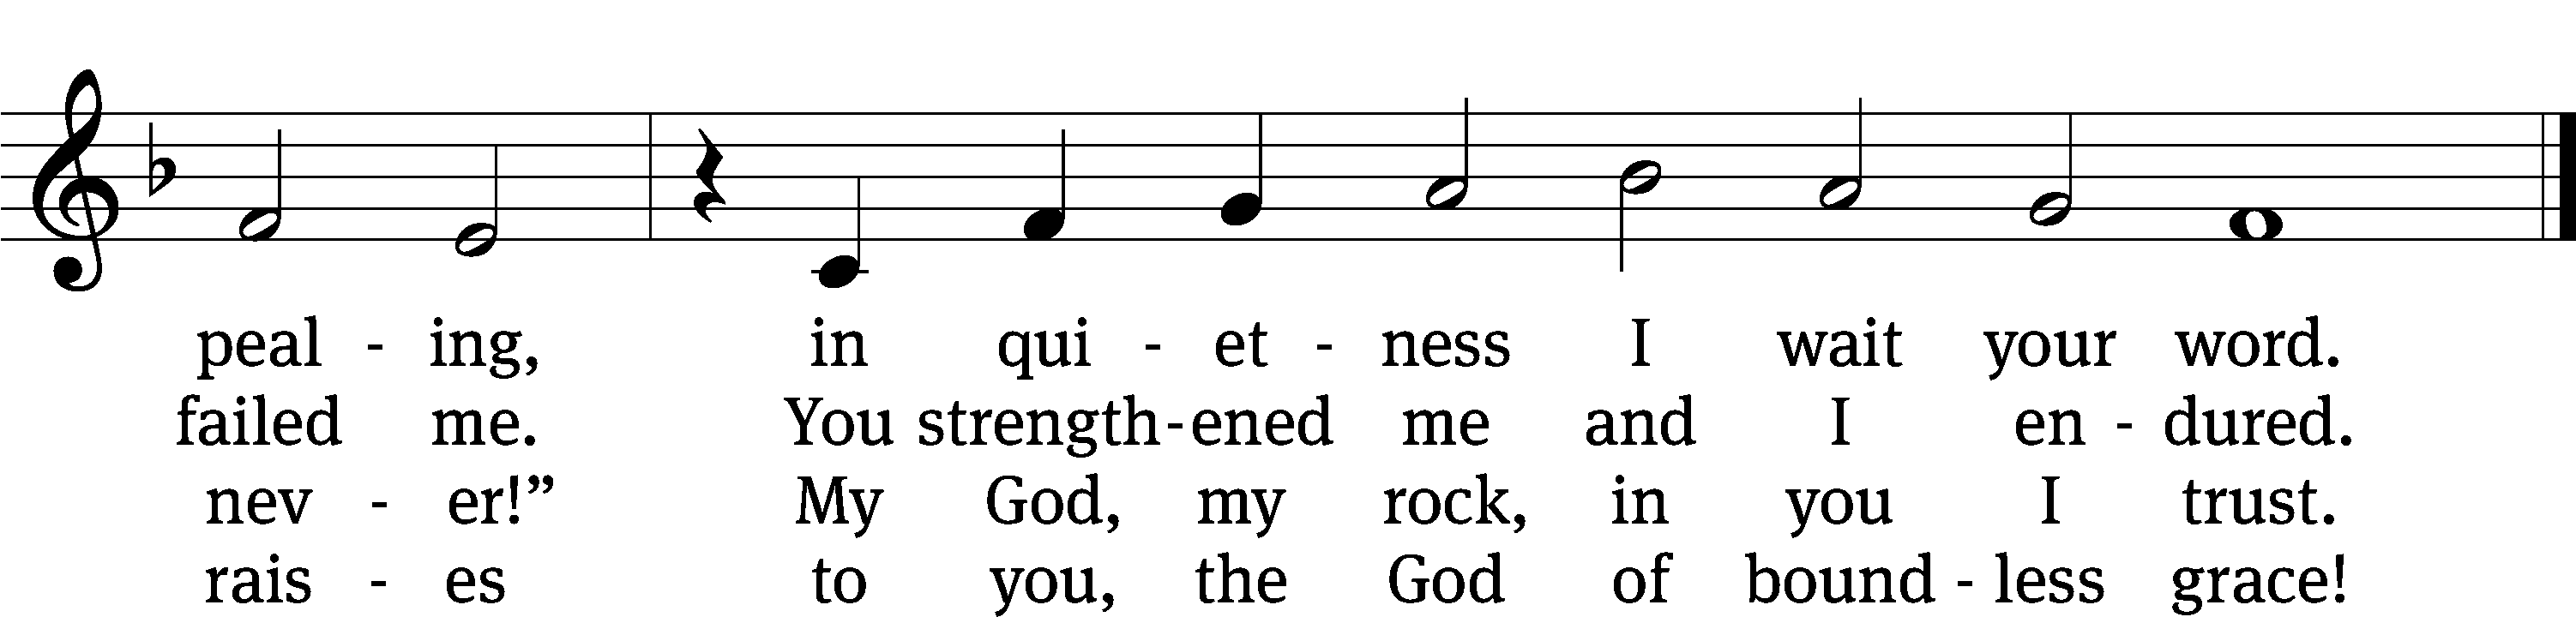 peal - ing, in qui - et - ness I wait your word.
failed me. You strength - ened me and I en - dured.
nev - er!” My God, my rock, in you I trust.
rais - es to you, the God of bound - less grace!